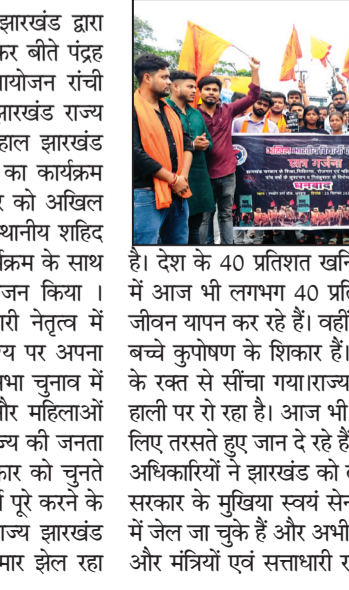 झारखंड द्वारा
कर बीते पंद्रह
योजन रांची
झारखंड राज्य
हाल झारखंड
का कार्यक्रम
को अखिल
थानीय शहिद
र्यक्रम के साथ
जन किया ।
री नेतृत्व में
य पर अपना
भा चुनाव में
और महिलाओं
ज्य की जनता
कार को चुनते
पूरे करने के
राज्य झारखंड
मार झेल रहा
छात्र गर्जना
धनबाद
है। देश के 40 प्रतिशत खनि
में आज भी लगभग 40 प्रति
जीवन यापन कर रहे हैं। वहीं
बच्चे कुपोषण के शिकार हैं।
के रक्त से सींचा गया।राज्य
हाली पर रो रहा है। आज भी
लिए तरसते हुए जान दे रहे हैं
अधिकारियों ने झारखंड को
सरकार के मुखिया स्वयं सेन
में जेल जा चुके हैं और अभी
और मंत्रियों एवं सत्ताधारी